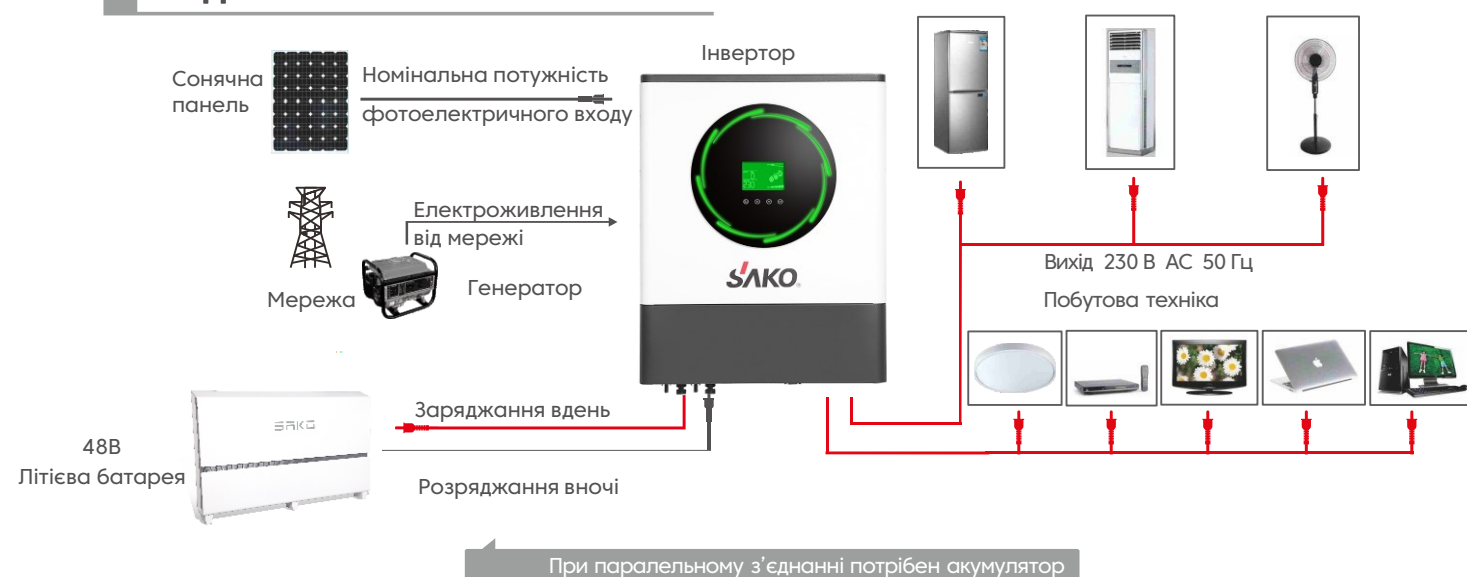 Інвертор
Сонячна
панель
Номінальна потужність
фотоелектричного входу
Електроживлення
від мережі
Мережа
Генератор
SAKO
Вихід 230 В АС 50 Гц
Побутова техніка
SAKO
48В
Літієва батарея
Заряджання вдень
Розряджання вночі
При паралельному з’єднанні потрібен акумулятор